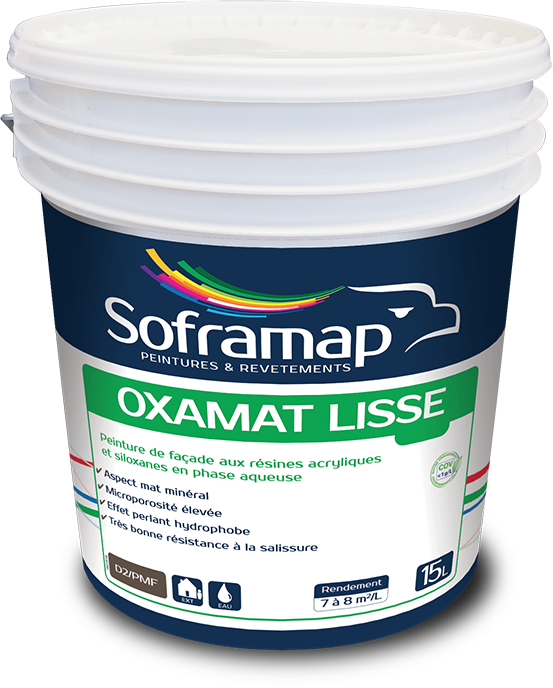 Soframap
PEINTURES & REVETEMENTS
OXAMAT LISSE
Peinture de façade aux résines acryliques
et siloxanes en phase aqueuse
✓ Aspect mat minéral
✓ Microporosité élevée
✓ Effet perlant hydrophobe
✓ Très bonne résistance à la salissure
COV
<1g/L
D2/PMF
EXT
EAU
Rendement
7 à 8 m²/L
15L